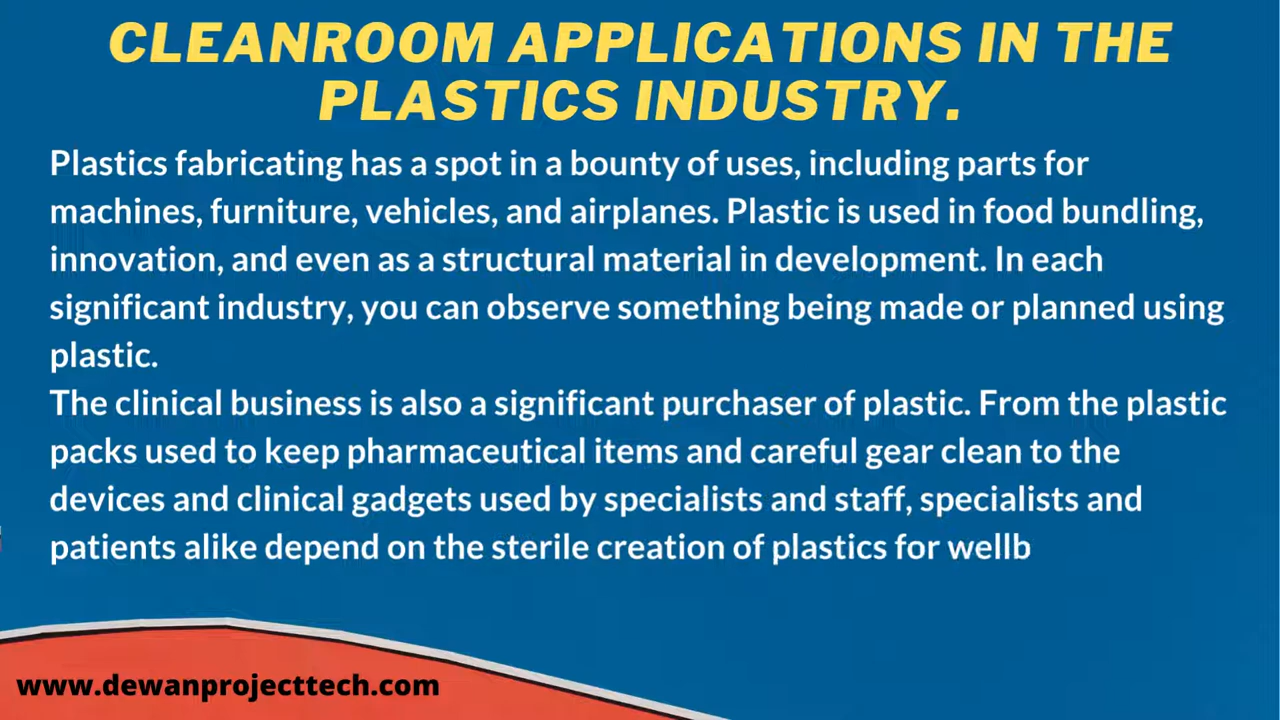 CLEANROOM APPLICATIONS IN THE
PLASTICS INDUSTRY.
Plastics fabricating has a spot in a bounty of uses, including parts for
machines, furniture, vehicles, and airplanes. Plastic is used in food bundling,
innovation, and even as a structural material in development. In each
significant industry, you can observe something being made or planned using
plastic.
The clinical business is also a significant purchaser of plastic. From the plastic
packs used to keep pharmaceutical items and careful gear clean to the
devices and clinical gadgets used by specialists and staff, specialists and
patients alike depend on the sterile creation of plastics for wellb
www.dewanprojecttech.com